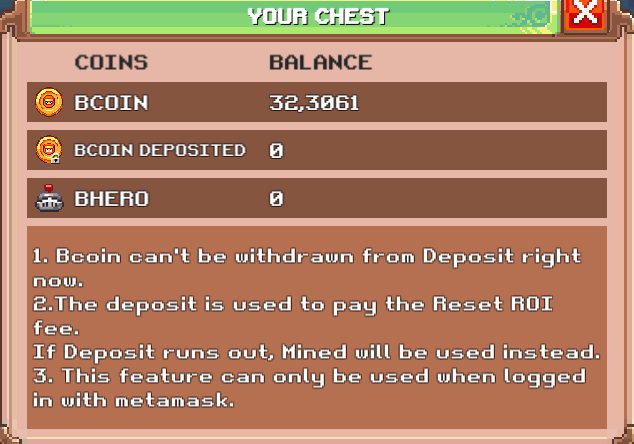 YOUR CHEST
COINS BALANCE
BCOIN 32,3061
BCOIN DEPOSITED 0
BHERO 0
1. Bcoin can't be withdrawn from Deposit right
now.
2.The deposit is used to pay the Reset ROI
fee.
If Deposit runs out, Mined will be used instead.
3. This feature can only be used when logged
in with metamask.